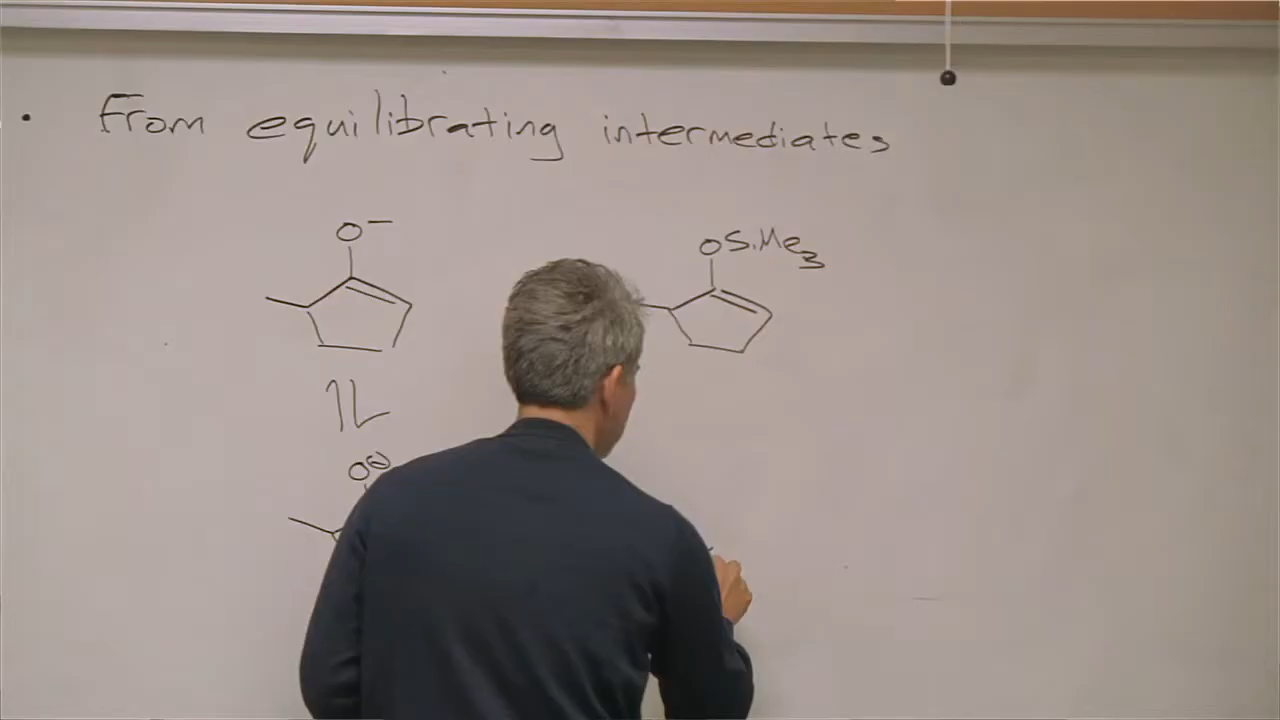 • From equilibrating intermediates
O⁻
OSiMe₃
O⊖